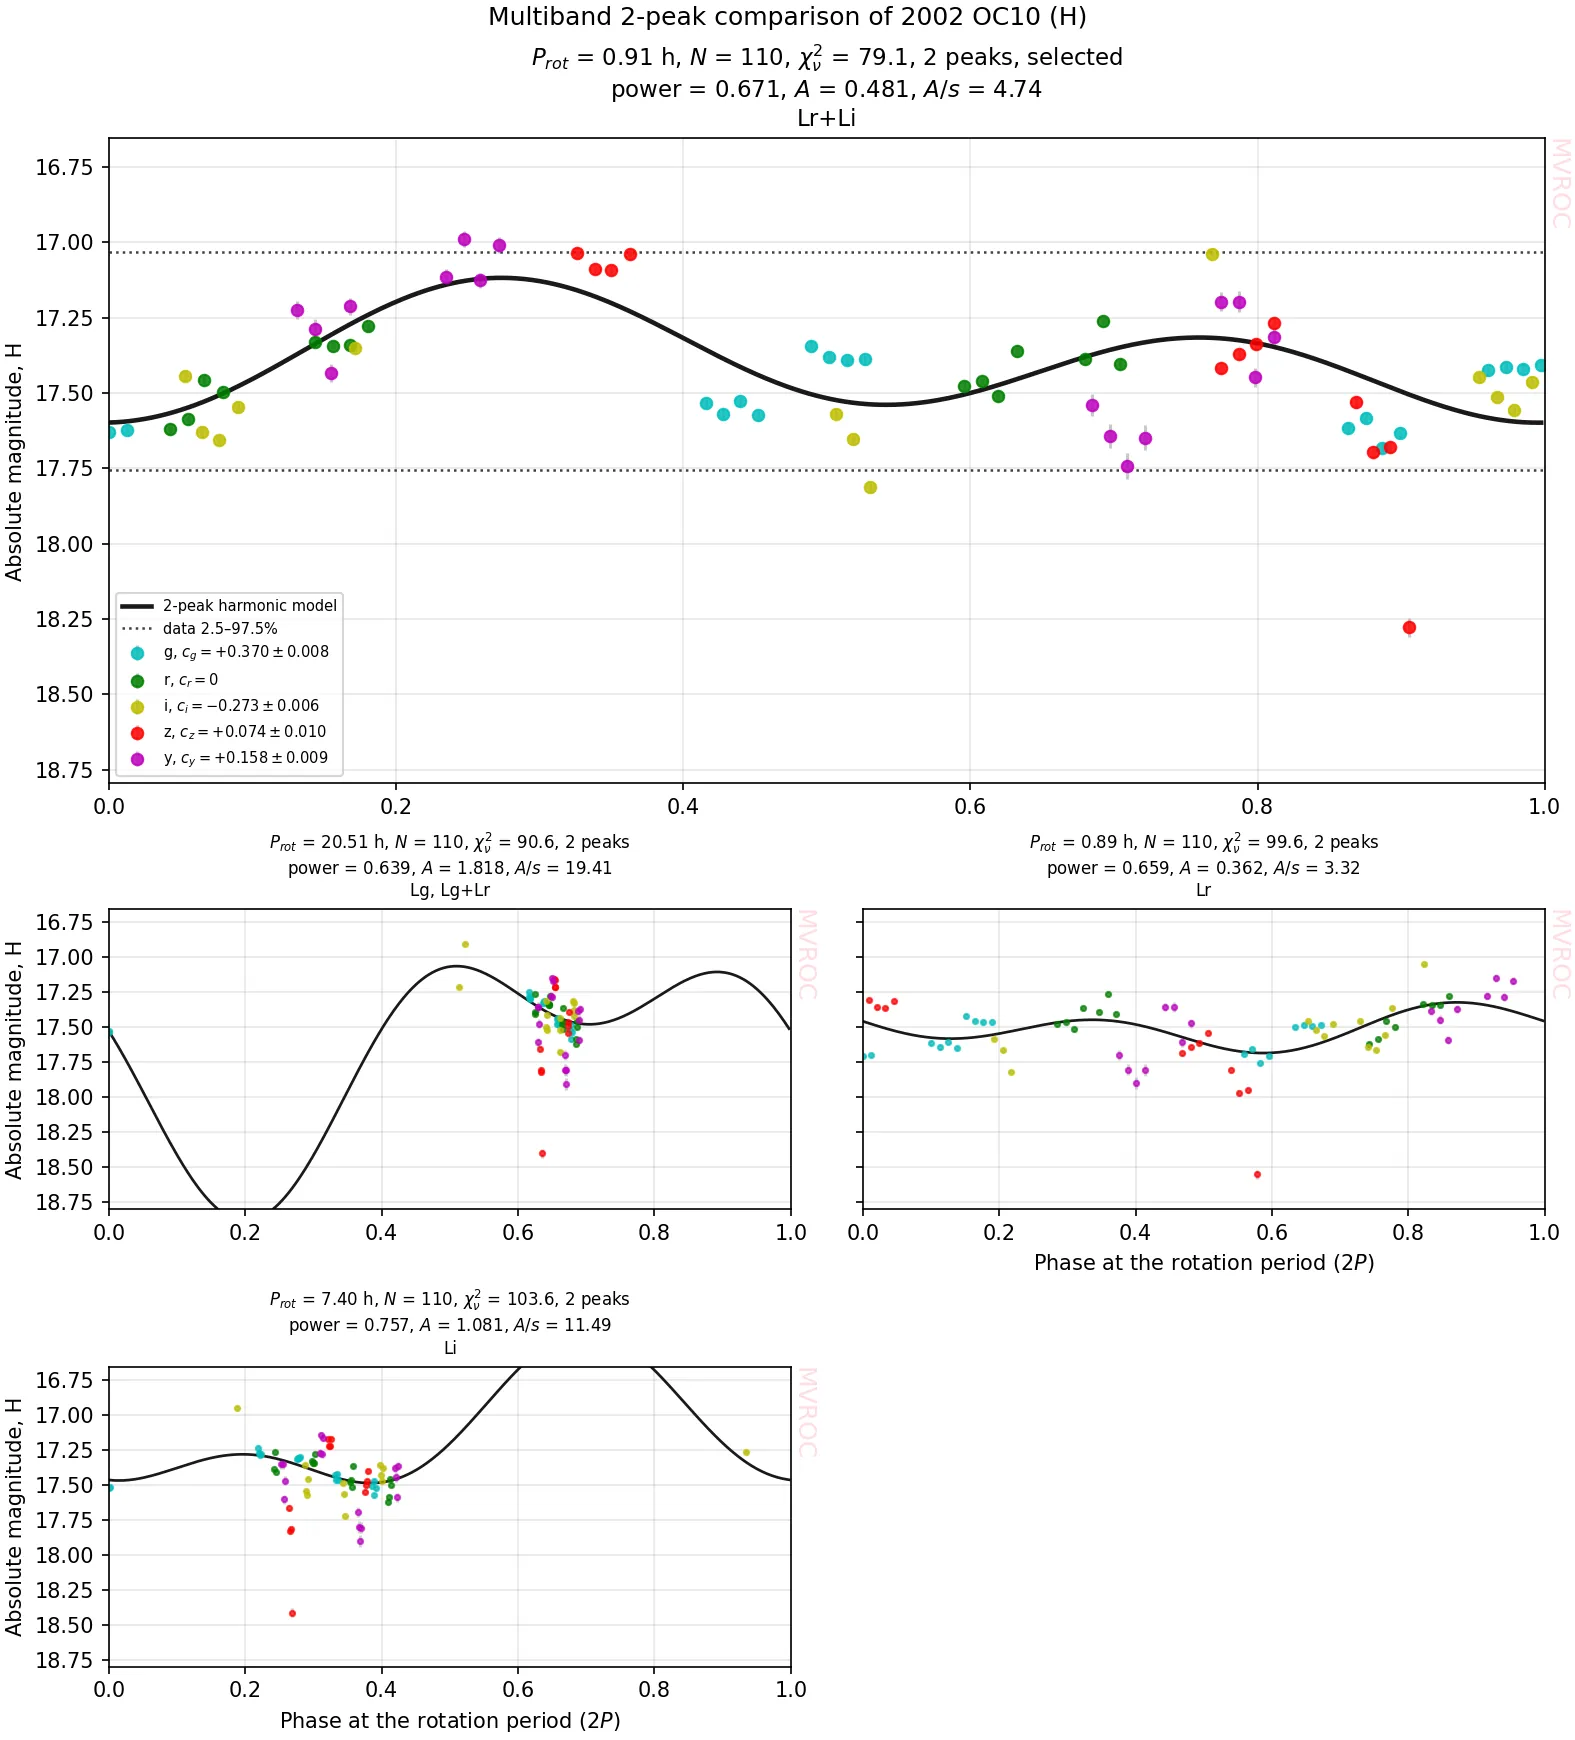 Multiband 2-peak comparison of 2002 OC10 (H)
P_rot = 0.91 h, N = 110, χ²_ν = 79.1, 2 peaks, selected
power = 0.671, A = 0.481, A/s = 4.74
Lr+Li
16.75
17.00
17.25
17.50
17.75
18.00
18.25
18.50
18.75
Absolute magnitude, H
2-peak harmonic model
data 2.5–97.5%
g, c_g = +0.370 ± 0.008
r, c_r = 0
i, c_i = −0.273 ± 0.006
z, c_z = +0.074 ± 0.010
y, c_y = +0.158 ± 0.009
0.0 0.2 0.4 0.6 0.8 1.0
MVROC
P_rot = 20.51 h, N = 110, χ²_ν = 90.6, 2 peaks
power = 0.639, A = 1.818, A/s = 19.41
Lg, Lg+Lr
16.75
17.00
17.25
17.50
17.75
18.00
18.25
18.50
18.75
Absolute magnitude, H
0.0 0.2 0.4 0.6 0.8 1.0
MVROC
P_rot = 0.89 h, N = 110, χ²_ν = 99.6, 2 peaks
power = 0.659, A = 0.362, A/s = 3.32
Lr
0.0 0.2 0.4 0.6 0.8 1.0
Phase at the rotation period (2P)
MVROC
P_rot = 7.40 h, N = 110, χ²_ν = 103.6, 2 peaks
power = 0.757, A = 1.081, A/s = 11.49
Li
16.75
17.00
17.25
17.50
17.75
18.00
18.25
18.50
18.75
Absolute magnitude, H
0.0 0.2 0.4 0.6 0.8 1.0
Phase at the rotation period (2P)
MVROC